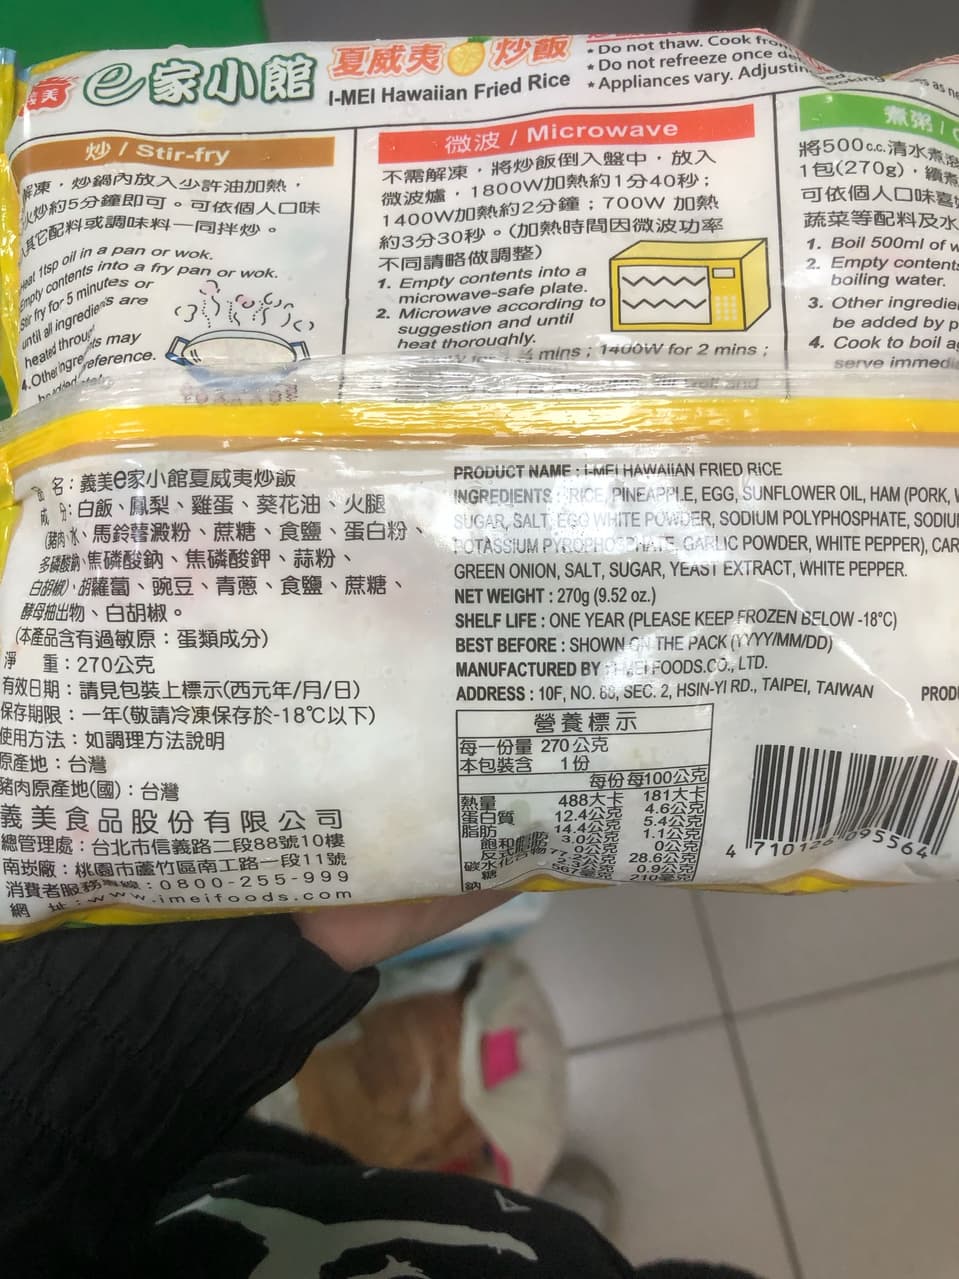 義美
e家小館
夏威夷炒飯
I-MEI Hawaiian Fried Rice
* Do not thaw. Cook from
* Do not refreeze once
* Appliances vary.
炒 / Stir-fry
解凍，炒鍋內放入少許油加熱，
火炒約5分鐘即可。可依個人口味
其它配料或調味料一同拌炒。
Heat 1tsp oil in a pan or wok.
Empty contents into a fry pan or wok.
Stir fry for 5 minutes or
until all ingredients are
heated through
4. Other ingredients may
preference.
微波 / Microwave
不需解凍，將炒飯倒入盤中，放入
微波爐，1800W加熱約1分40秒；
1400W加熱約2分鐘；700W 加熱
約3分30秒。(加熱時間因微波功率
不同請略做調整)
1. Empty contents into a
microwave-safe plate.
2. Microwave according to
suggestion and until
heat thoroughly.
mins ; 1400W for 2 mins ;
煮粥 /
將500c.c.清水煮滾
1包(270g)，續煮
可依個人口味喜
蔬菜等配料及水
1. Boil 500ml of
2. Empty contents
boiling water.
3. Other
be added by
4. Cook to boil
serve
品 名：義美e家小館夏威夷炒飯
成 分：白飯、鳳梨、雞蛋、葵花油、火腿
(豬肉、水、馬鈴薯澱粉、蔗糖、食鹽、蛋白粉、
多磷酸鈉、焦磷酸鈉、焦磷酸鉀、蒜粉、
白胡椒)、胡蘿蔔、豌豆、青蔥、食鹽、蔗糖、
酵母抽出物、白胡椒。
(本產品含有過敏原：蛋類成分)
淨 重：270公克
有效日期：請見包裝上標示(西元年/月/日)
保存期限：一年(敬請冷凍保存於-18℃以下)
使用方法：如調理方法說明
原產地：台灣
豬肉原產地(國)：台灣
義美食品股份有限公司
總管理處：台北市信義路二段88號10樓
南崁廠：桃園市蘆竹區南工路一段11號
消費者服務專線：0800-255-999
網 址：www.imeifoods.com
PRODUCT NAME : I-MEI HAWAIIAN FRIED RICE
INGREDIENTS : RICE, PINEAPPLE, EGG, SUNFLOWER OIL, HAM (PORK,
SUGAR, SALT, EGG WHITE POWDER, SODIUM POLYPHOSPHATE, SODIUM
POTASSIUM PYROPHOSPHATE, GARLIC POWDER, WHITE PEPPER),
GREEN ONION, SALT, SUGAR, YEAST EXTRACT, WHITE PEPPER.
NET WEIGHT : 270g (9.52 oz.)
SHELF LIFE : ONE YEAR (PLEASE KEEP FROZEN BELOW -18°C)
BEST BEFORE : SHOWN ON THE PACK (YYYY/MM/DD)
MANUFACTURED BY : I-MEI FOODS.CO., LTD.
ADDRESS : 10F, NO. 88, SEC. 2, HSIN-YI RD., TAIPEI, TAIWAN
營養標示
每一份量 270公克
本包裝含 1份
每份 每100公克
熱量 488大卡 181大卡
蛋白質 12.4公克 4.6公克
脂肪 14.4公克 5.4公克
飽和脂肪 3.0公克 1.1公克
0公克
碳水化合物 77.2公克 28.6公克
糖 0.9公克
鈉 567毫克 210毫克
4 710126 095564